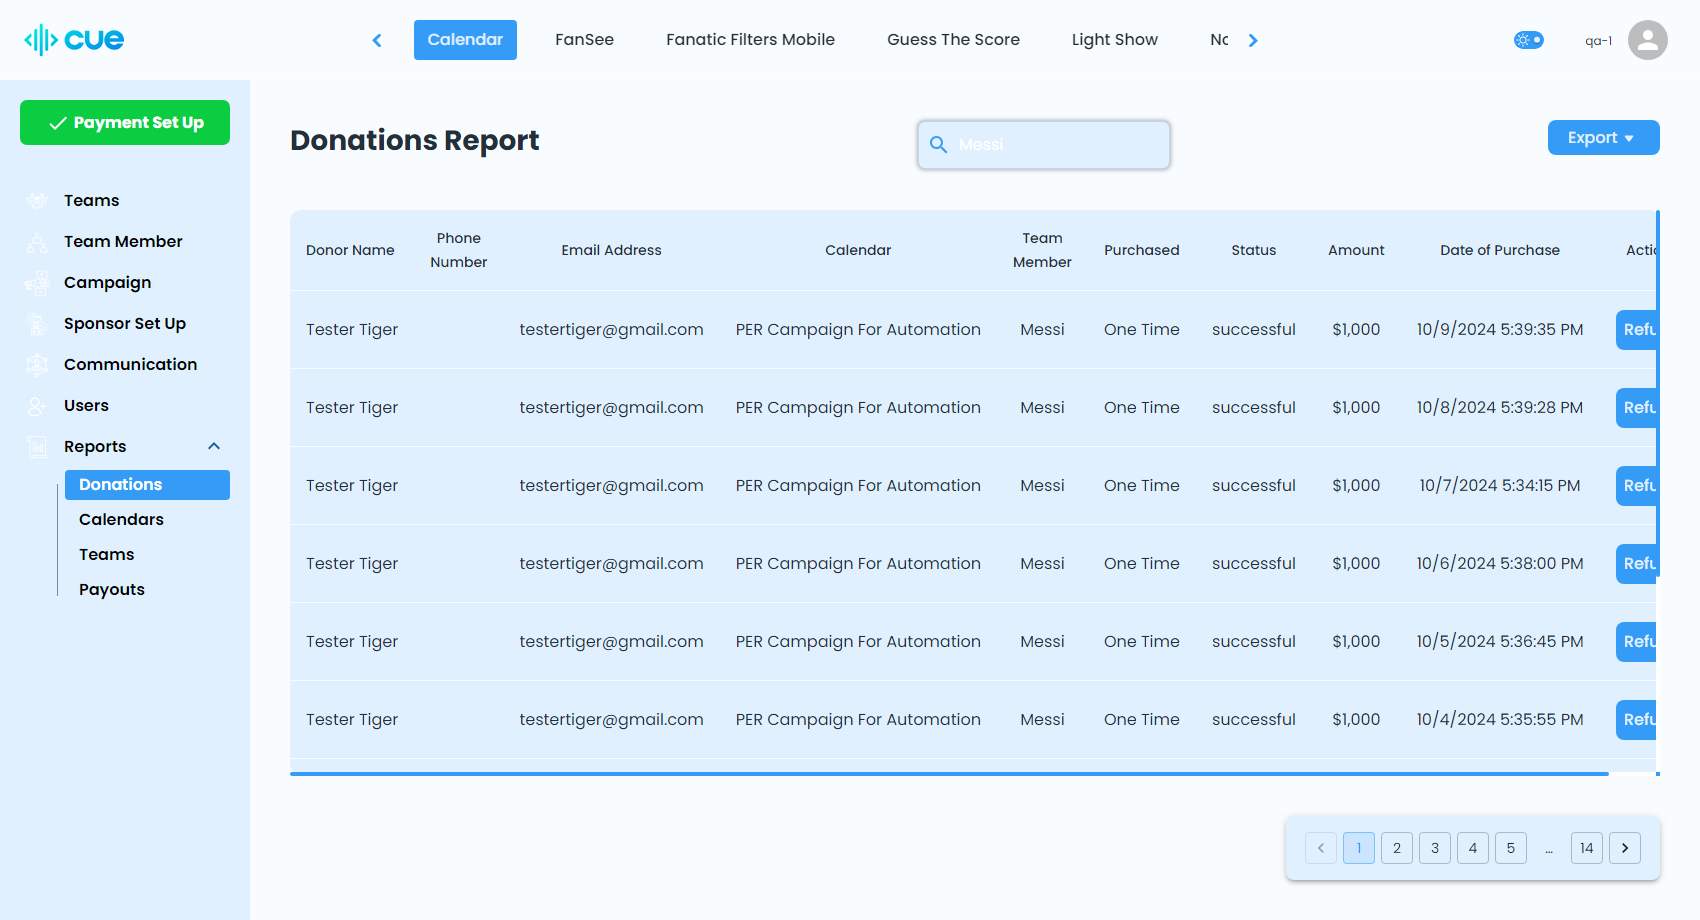 cue
Calendar FanSee Fanatic Filters Mobile Guess The Score Light Show No
qa-1
Payment Set Up
Teams
Team Member
Campaign
Sponsor Set Up
Communication
Users
Reports
Donations
Calendars
Teams
Payouts
Donations Report
Messi
Export
Donor Name Phone Number Email Address Calendar Team Member Purchased Status Amount Date of Purchase Actio
Tester Tiger testertiger@gmail.com PER Campaign For Automation Messi One Time successful $1,000 10/9/2024 5:39:35 PM Refu
Tester Tiger testertiger@gmail.com PER Campaign For Automation Messi One Time successful $1,000 10/8/2024 5:39:28 PM Refu
Tester Tiger testertiger@gmail.com PER Campaign For Automation Messi One Time successful $1,000 10/7/2024 5:34:15 PM Refu
Tester Tiger testertiger@gmail.com PER Campaign For Automation Messi One Time successful $1,000 10/6/2024 5:38:00 PM Refu
Tester Tiger testertiger@gmail.com PER Campaign For Automation Messi One Time successful $1,000 10/5/2024 5:36:45 PM Refu
Tester Tiger testertiger@gmail.com PER Campaign For Automation Messi One Time successful $1,000 10/4/2024 5:35:55 PM Refu
1 2 3 4 5 ... 14